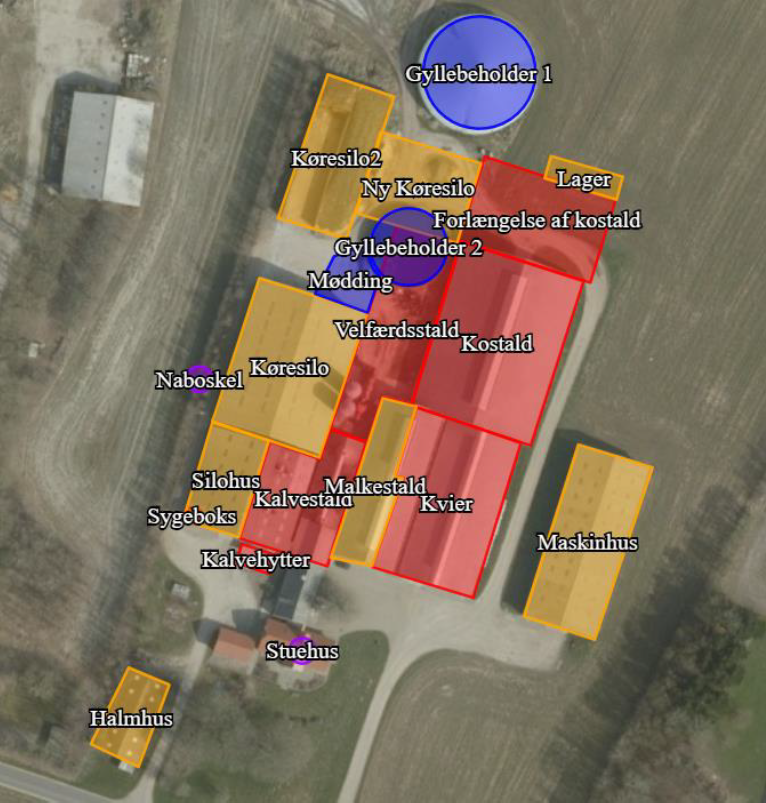 Gyllebeholder 1
Køresilo2
Lager
Ny Køresilo
Forlængelse af kostald
Gyllebeholder 2
Mødding
Velfærdsstald
Kostald
Køresilo
Naboskel
Silohus
Malkestald
Kalvestald
Kvier
Sygeboks
Maskinhus
Kalvehytter
Stuehus
Halmhus